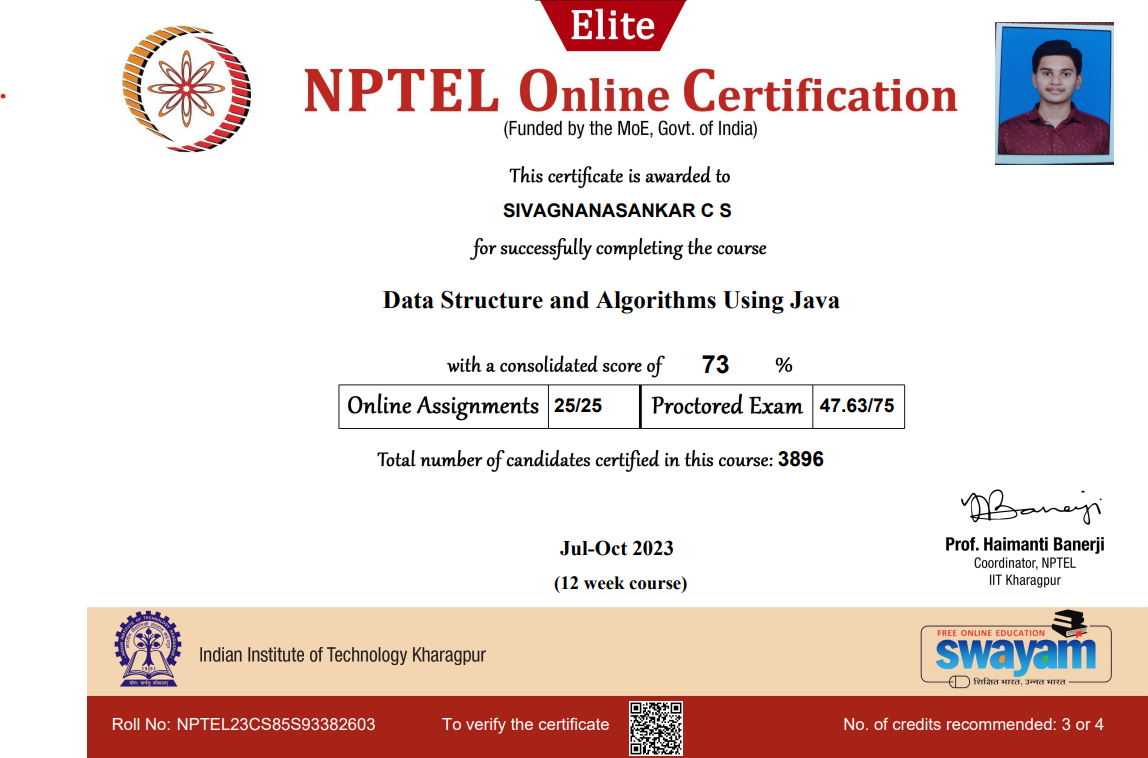 Elite
NPTEL Online Certification
(Funded by the MoE, Govt. of India)
This certificate is awarded to
SIVAGNANASANKAR C S
for successfully completing the course
Data Structure and Algorithms Using Java
with a consolidated score of 73 %
Online Assignments 25/25 Proctored Exam 47.63/75
Total number of candidates certified in this course: 3896
Jul-Oct 2023
(12 week course)
Banerji
Prof. Haimanti Banerji
Coordinator, NPTEL
IIT Kharagpur
Indian Institute of Technology Kharagpur
FREE ONLINE EDUCATION
swayam
शिक्षित भारत, उन्नत भारत
Roll No: NPTEL23CS85S93382603 To verify the certificate No. of credits recommended: 3 or 4